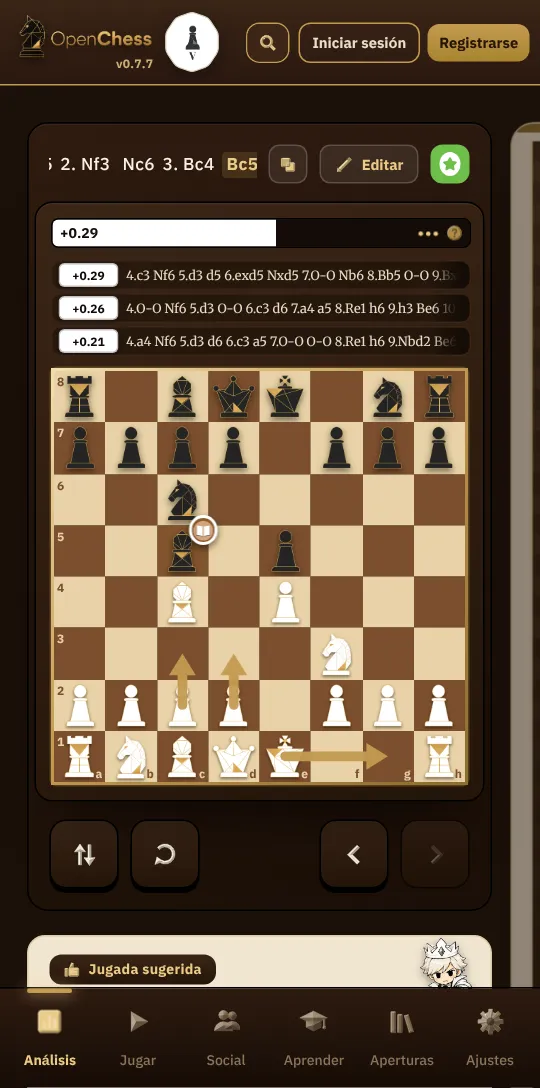 OpenChess
v0.7.7
V
Iniciar sesión
Registrarse
5 2. Nf3 Nc6 3. Bc4 Bc5
Editar
+0.29
?
+0.29 4.c3 Nf6 5.d3 d5 6.exd5 Nxd5 7.O-O Nb6 8.Bb5 O-O 9.Bx
+0.26 4.O-O Nf6 5.d3 O-O 6.c3 d6 7.a4 a5 8.Re1 h6 9.h3 Be6 10
+0.21 4.a4 Nf6 5.d3 d6 6.c3 a5 7.O-O O-O 8.Re1 h6 9.Nbd2 Be6
8
7
6
5
4
3
2
1
a b c d e f g h
Jugada sugerida
Análisis Jugar Social Aprender Aperturas Ajustes